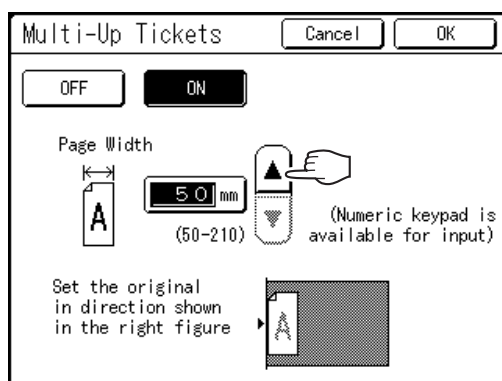 Multi-Up Tickets Cancel OK
OFF ON
Page Width
A 50 mm
(50-210)
(Numeric keypad is
available for input)
Set the original
in direction shown
in the right figure
A